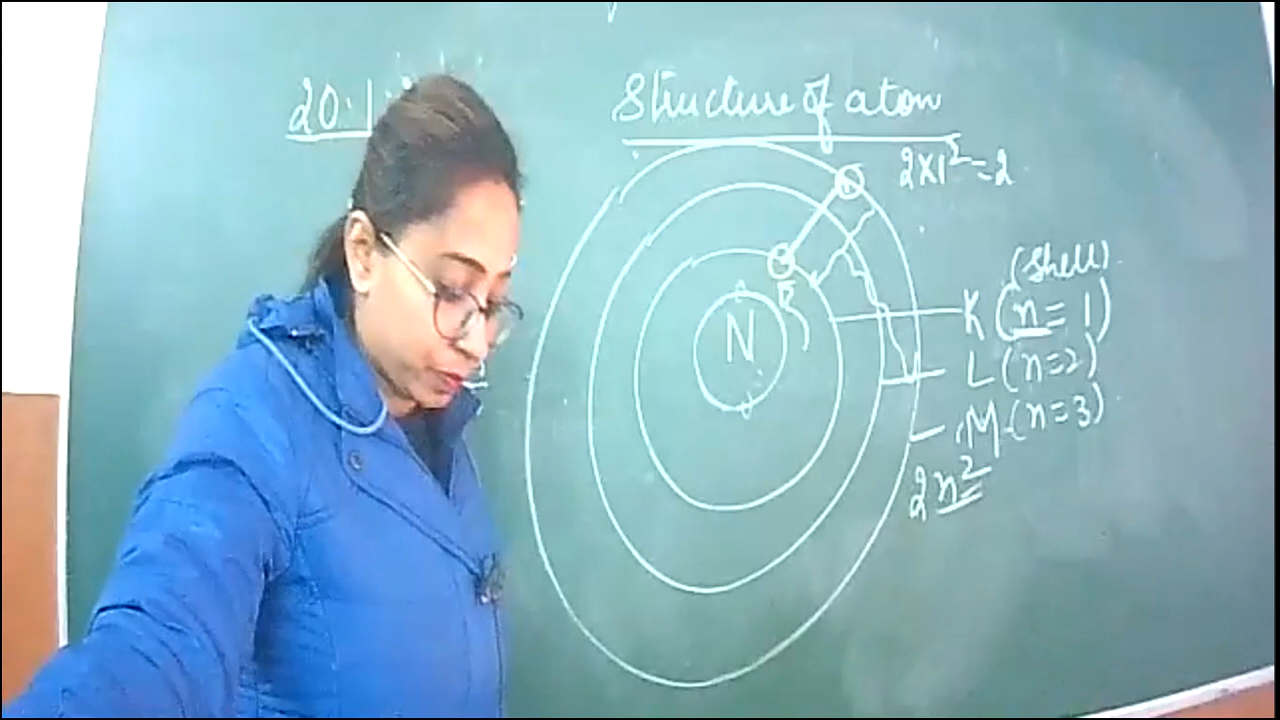 20.1.
Structure of atom
2x1²=2
(Shell)
N
K (n=1)
L (n=2)
M (n=3)
2n²